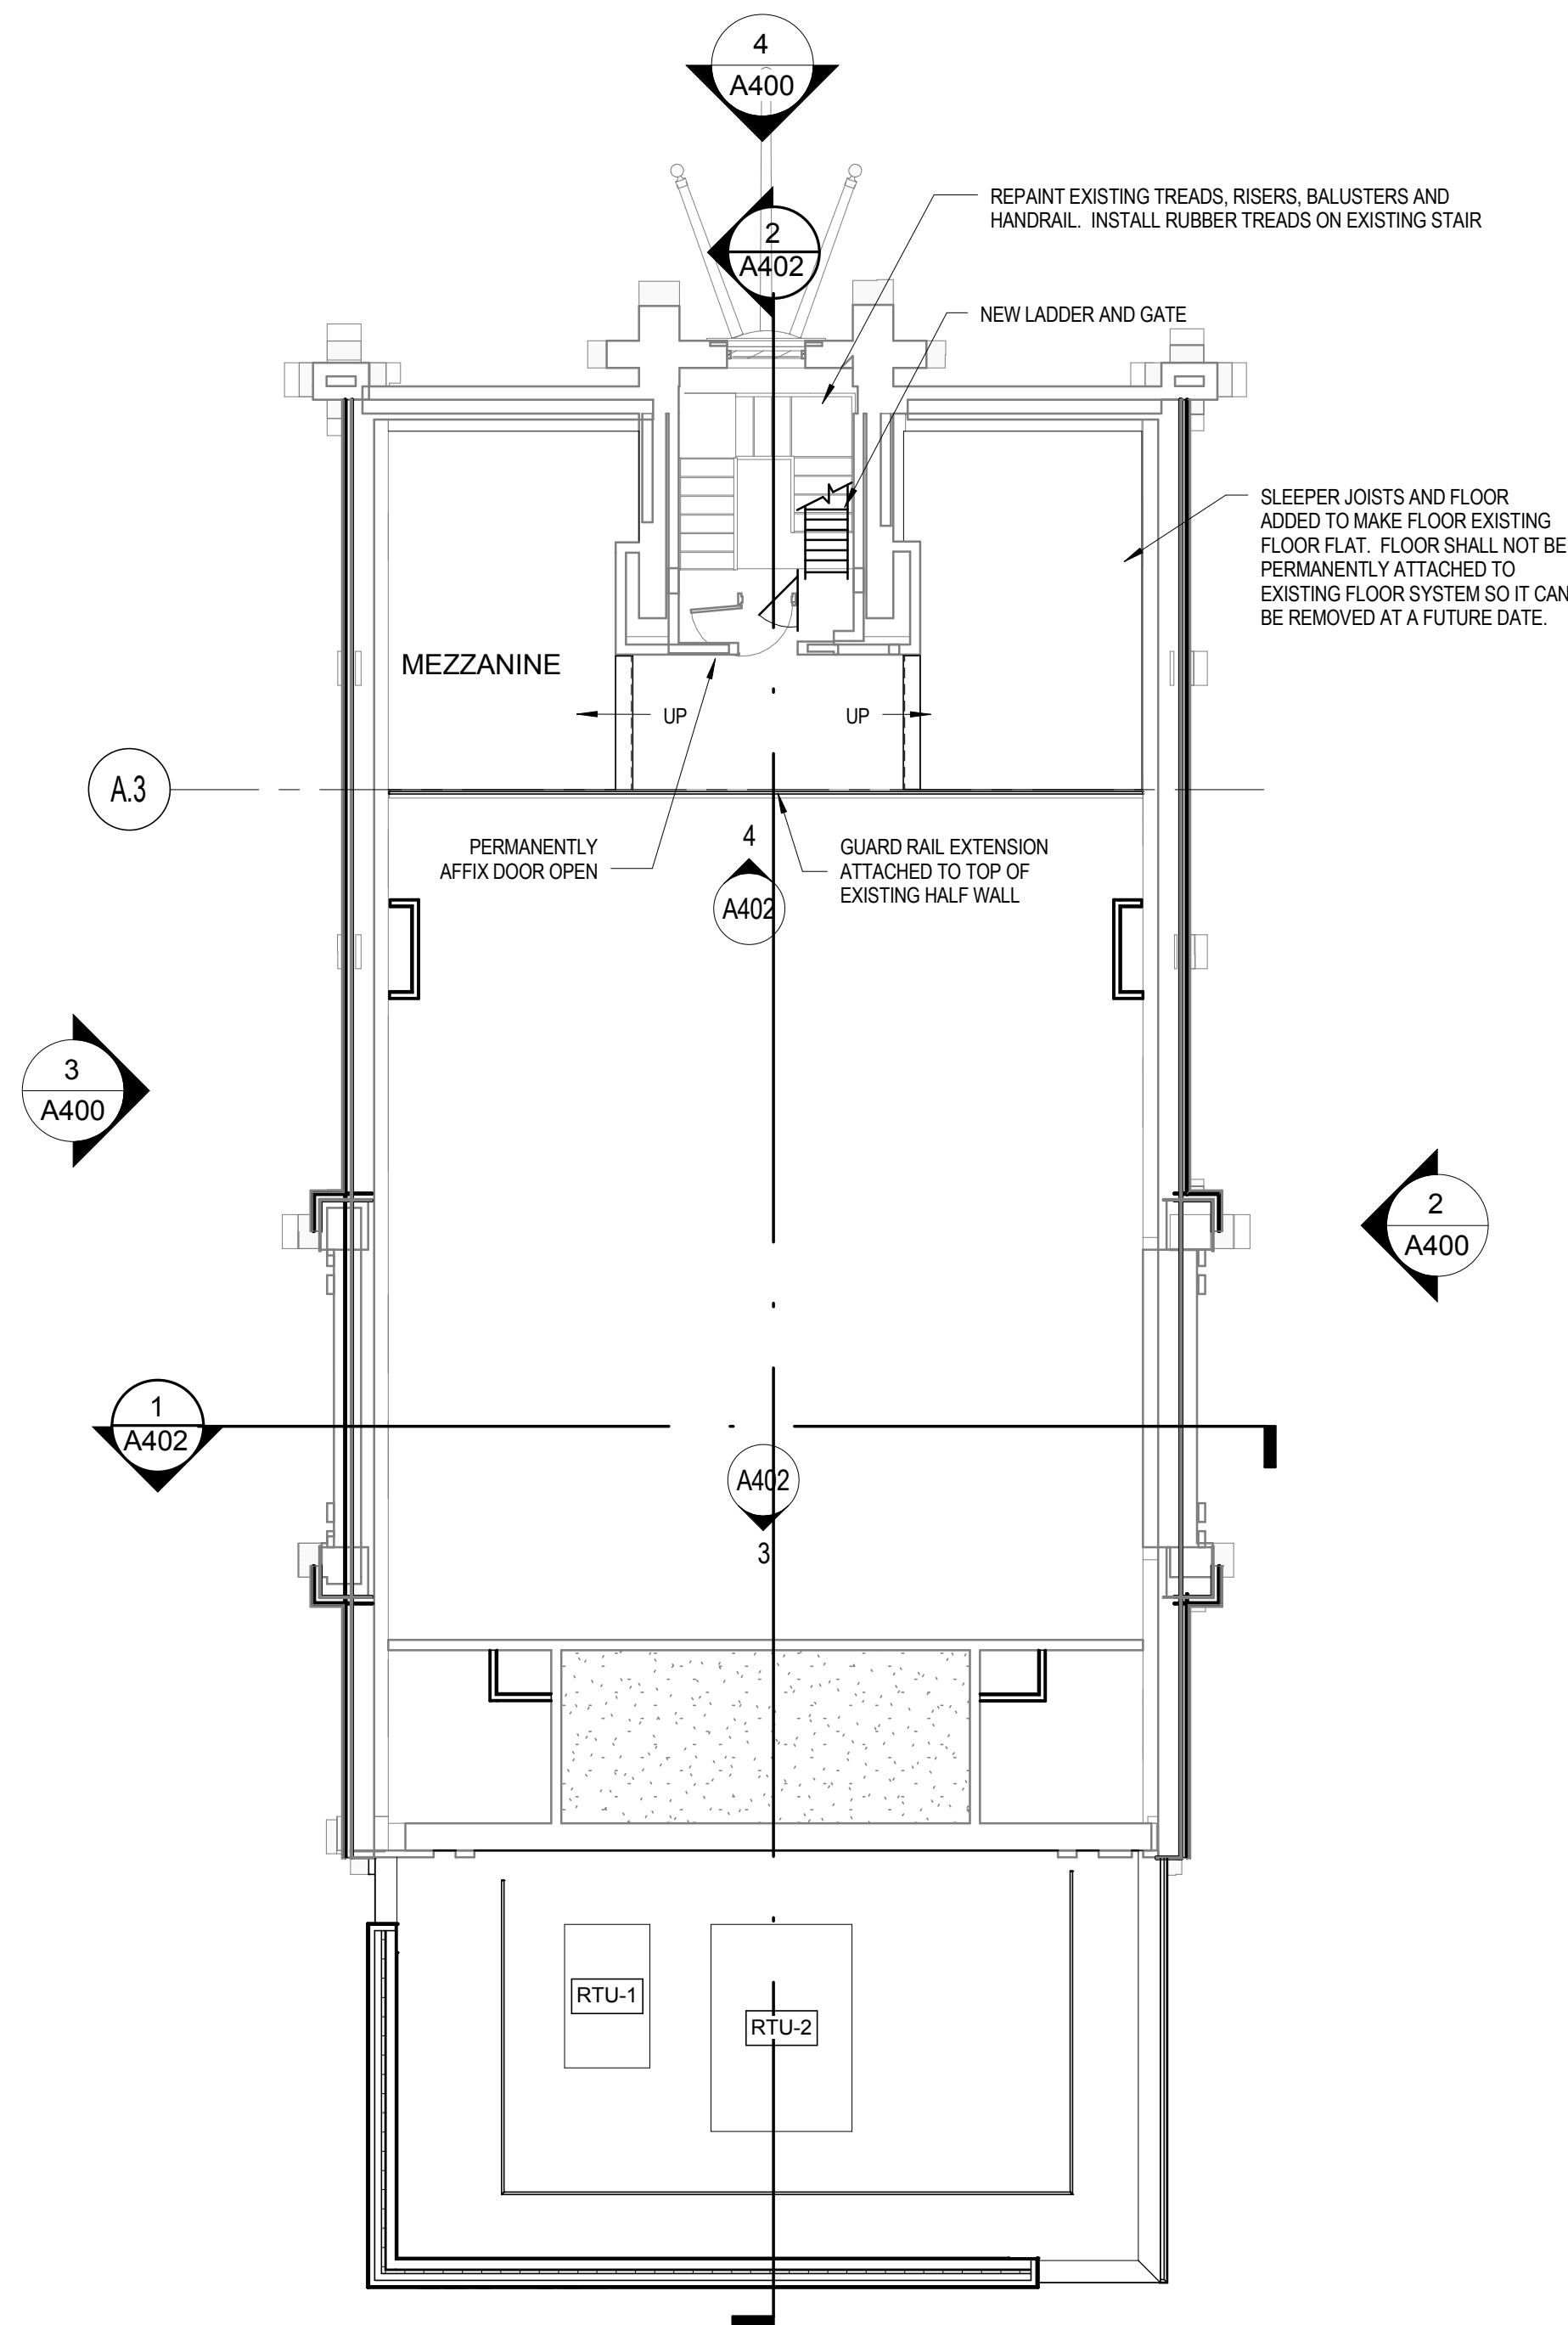 4
A400
2
A402
REPAINT EXISTING TREADS, RISERS, BALUSTERS AND
HANDRAIL. INSTALL RUBBER TREADS ON EXISTING STAIR
NEW LADDER AND GATE
SLEEPER JOISTS AND FLOOR
ADDED TO MAKE FLOOR EXISTING
FLOOR FLAT. FLOOR SHALL NOT BE
PERMANENTLY ATTACHED TO
EXISTING FLOOR SYSTEM SO IT CAN
BE REMOVED AT A FUTURE DATE.
MEZZANINE
UP
UP
A.3
PERMANENTLY
AFFIX DOOR OPEN
4
A402
GUARD RAIL EXTENSION
ATTACHED TO TOP OF
EXISTING HALF WALL
3
A400
2
A400
1
A402
A402
3
RTU-1
RTU-2